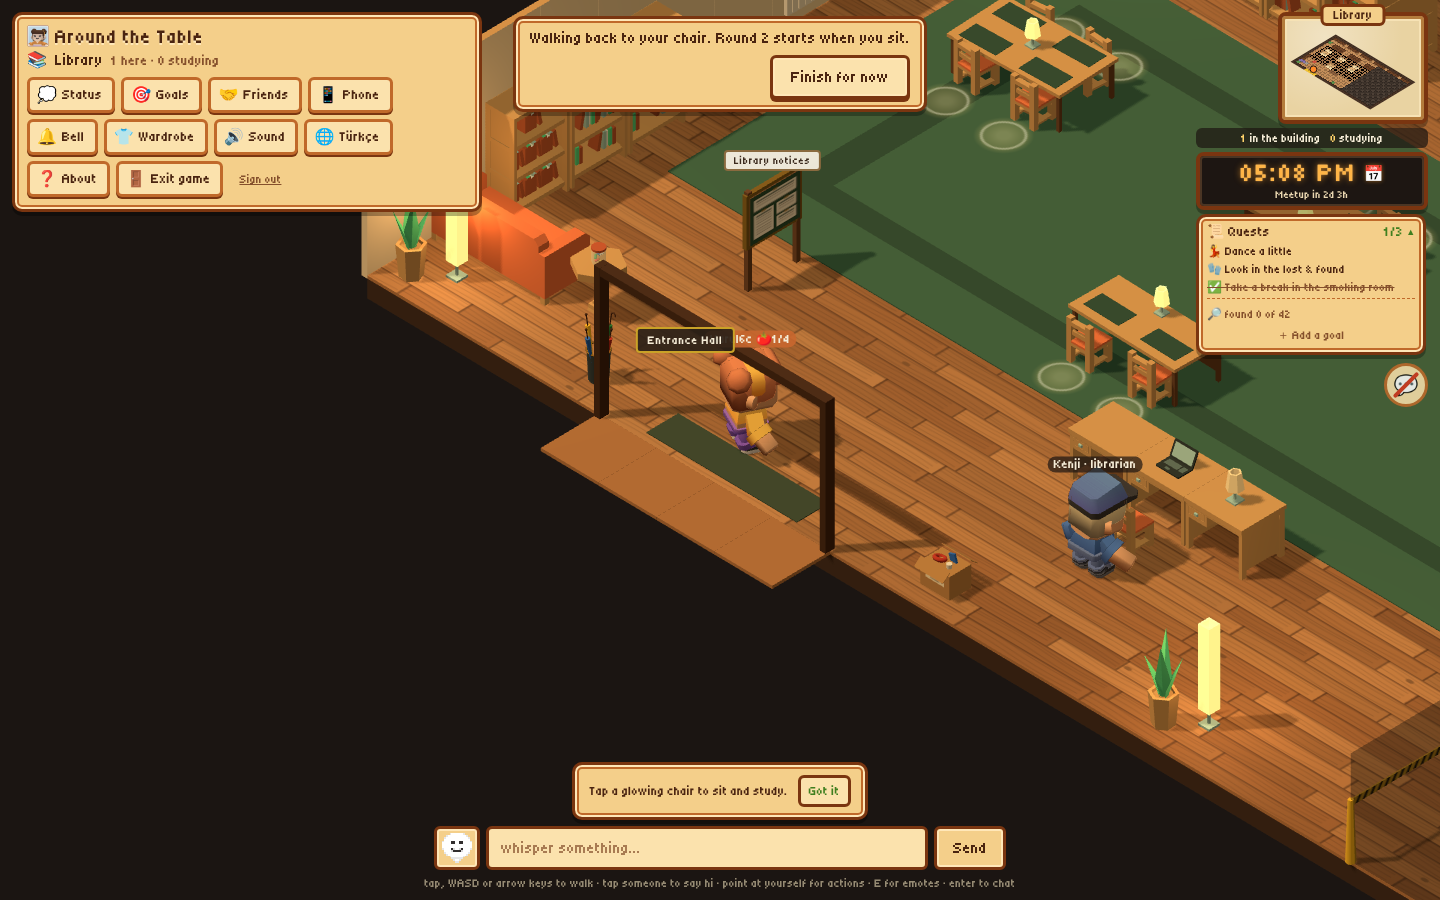 Around the Table
Library 1 here · 0 studying
Status
Goals
Friends
Phone
Bell
Wardrobe
Sound
Türkçe
About
Exit game
Sign out
Walking back to your chair. Round 2 starts when you sit.
Finish for now
Library
1 in the building 0 studying
05:08 PM
Meetup in 2d 3h
Quests 1/3 ▲
Dance a little
Look in the lost & found
Take a break in the smoking room
found 0 of 42
+ Add a goal
Library notices
Entrance Hall
1/4
Kenji · librarian
Tap a glowing chair to sit and study.
Got it
whisper something...
Send
tap, WASD or arrow keys to walk · tap someone to say hi · point at yourself for actions · E for emotes · enter to chat